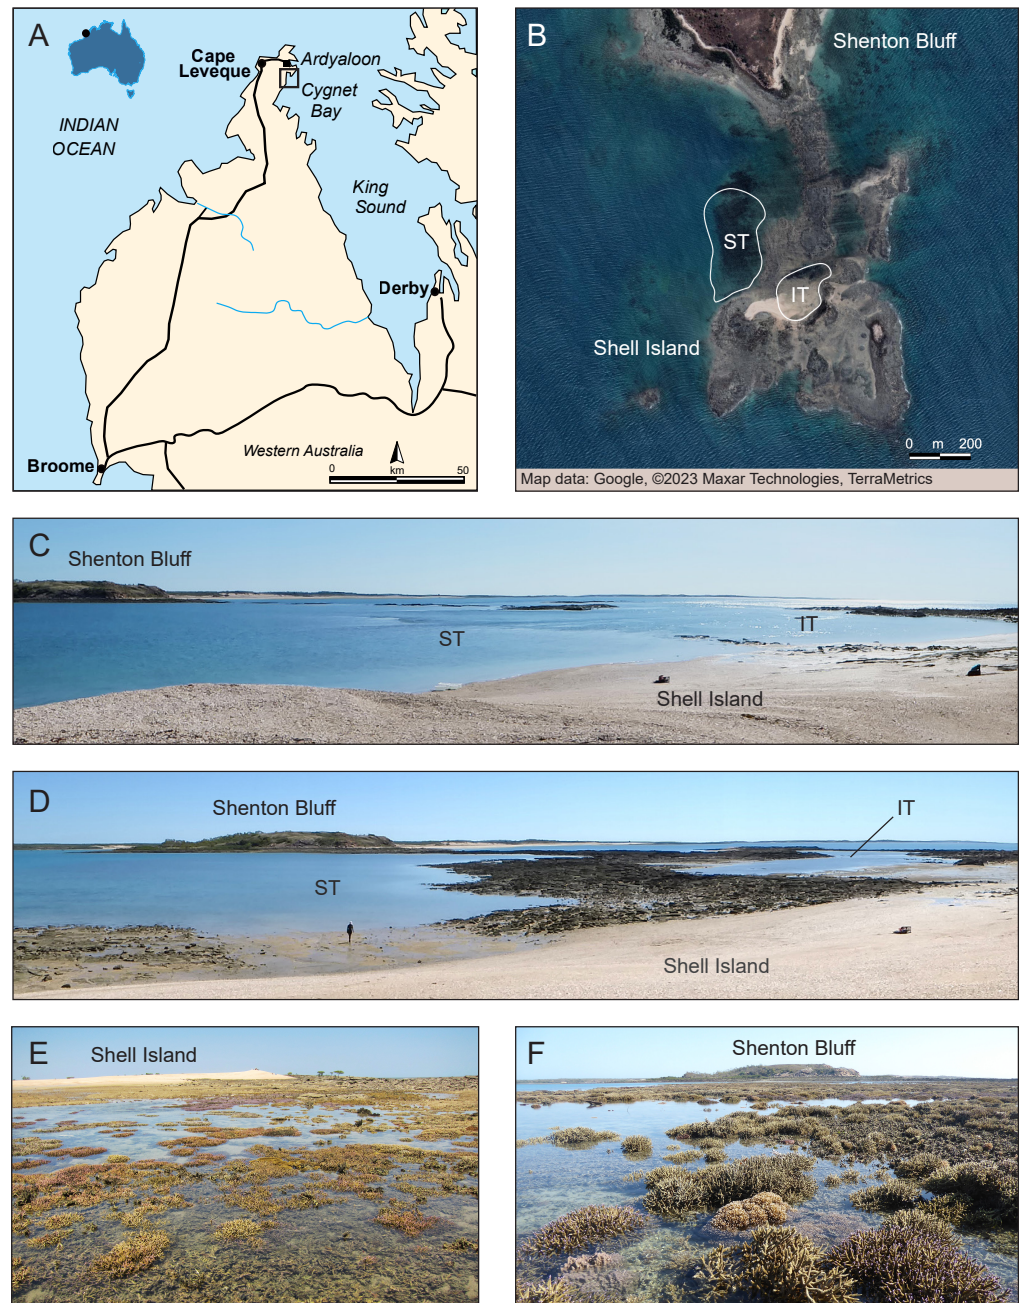 A
Cape
Leveque
Ardyaloon
Cygnet
Bay
INDIAN
OCEAN
King
Sound
Derby
Broome
Western Australia
0 km 50
B
Shenton Bluff
ST
IT
Shell Island
0 m 200
Map data: Google, ©2023 Maxar Technologies, TerraMetrics
C
Shenton Bluff
ST
IT
Shell Island
D
Shenton Bluff
IT
ST
Shell Island
E
Shell Island
F
Shenton Bluff